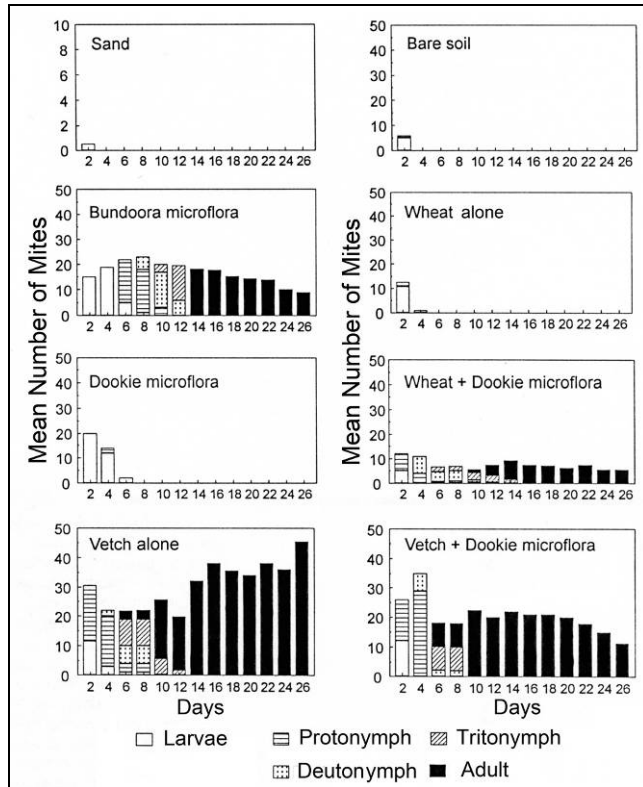 Mean Number of Mites
Sand
10
8
6
4
2
0
2 4 6 8 10 12 14 16 18 20 22 24 26
Bundoora microflora
50
40
30
20
10
0
2 4 6 8 10 12 14 16 18 20 22 24 26
Dookie microflora
50
40
30
20
10
0
2 4 6 8 10 12 14 16 18 20 22 24 26
Vetch alone
50
40
30
20
10
0
2 4 6 8 10 12 14 16 18 20 22 24 26
Days
Mean Number of Mites
Bare soil
50
40
30
20
10
0
2 4 6 8 10 12 14 16 18 20 22 24 26
Wheat alone
50
40
30
20
10
0
2 4 6 8 10 12 14 16 18 20 22 24 26
Wheat + Dookie microflora
50
40
30
20
10
0
2 4 6 8 10 12 14 16 18 20 22 24 26
Vetch + Dookie microflora
50
40
30
20
10
0
2 4 6 8 10 12 14 16 18 20 22 24 26
Days
Larvae Protonymph Tritonymph
Deutonymph Adult